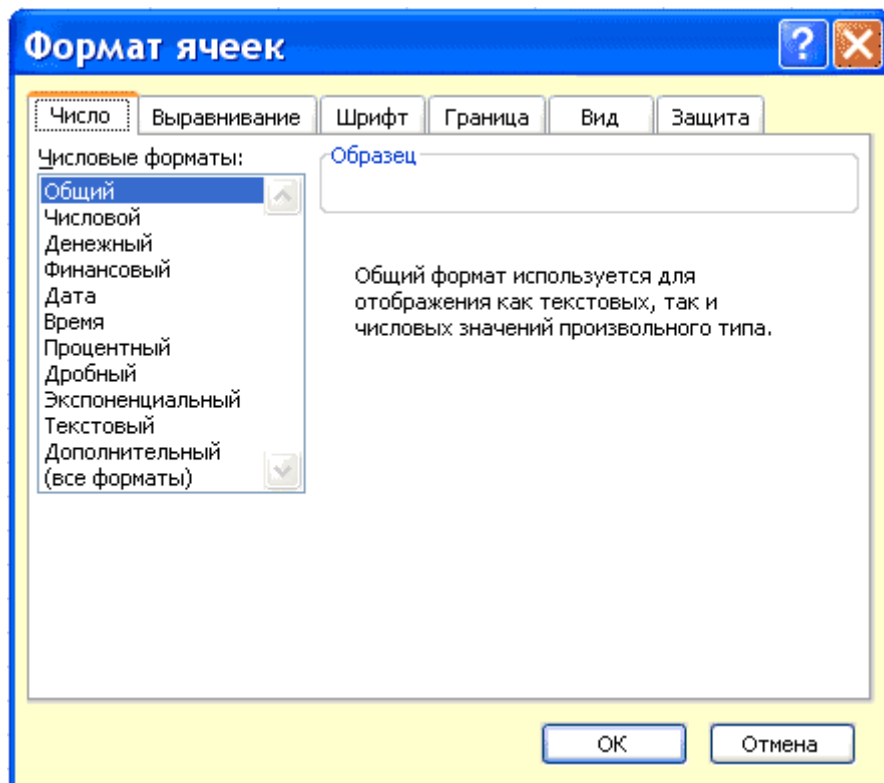 Формат ячеек
Число Выравнивание Шрифт Граница Вид Защита
Числовые форматы:
Общий
Числовой
Денежный
Финансовый
Дата
Время
Процентный
Дробный
Экспоненциальный
Текстовый
Дополнительный
(все форматы)
Образец
Общий формат используется для
отображения как текстовых, так и
числовых значений произвольного типа.
ОК Отмена